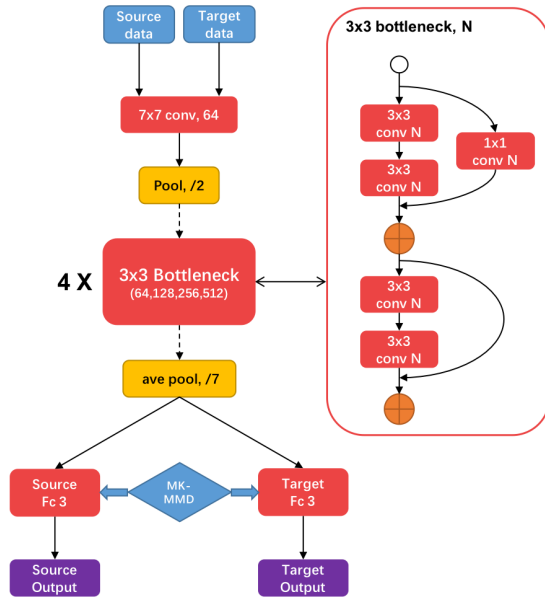 Source
data
Target
data
7x7 conv, 64
Pool, /2
4 X
3x3 Bottleneck
(64,128,256,512)
ave pool, /7
Source
Fc 3
MK-
MMD
Target
Fc 3
Source
Output
Target
Output
3x3 bottleneck, N
3x3
conv N
1x1
conv N
3x3
conv N
3x3
conv N
3x3
conv N